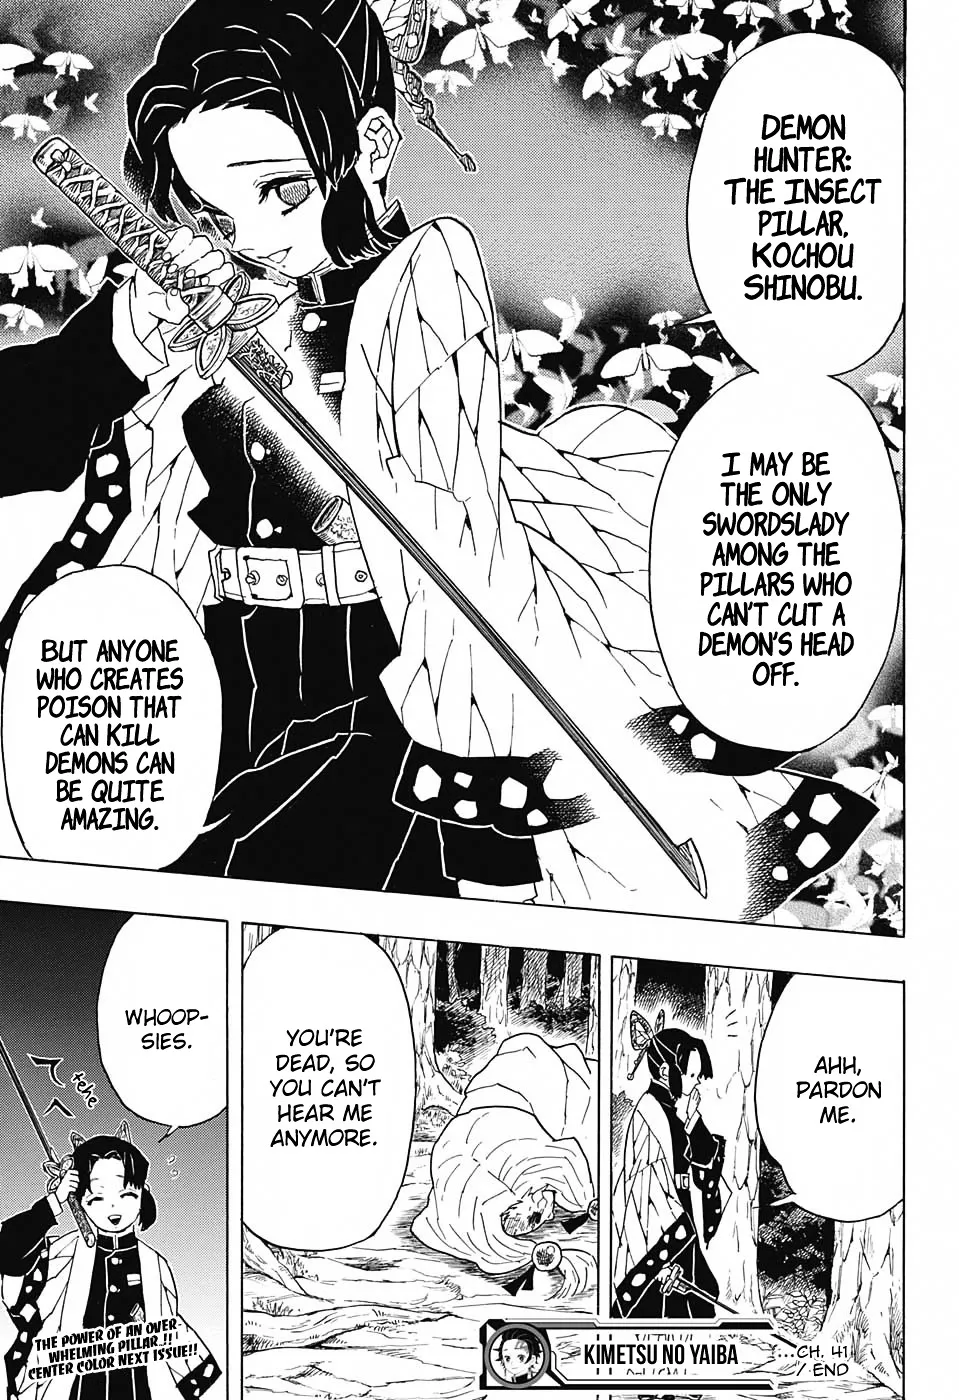 DEMON
HUNTER:
THE INSECT
PILLAR,
KOCHOU
SHINOBU.
I MAY BE
THE ONLY
SWORDSLADY
AMONG THE
PILLARS WHO
CAN'T CUT A
DEMON'S HEAD
OFF.
BUT ANYONE
WHO CREATES
POISON THAT
CAN KILL
DEMONS CAN
BE QUITE
AMAZING.
AHH,
PARDON
ME.
YOU'RE
DEAD, SO
YOU CAN'T
HEAR ME
ANYMORE.
WHOOP-
SIES.
てへ
tehe
THE POWER OF AN OVER-
WHELMING PILLAR!!
CENTER COLOR NEXT ISSUE!!
KIMETSU NO YAIBA
...CH. 41
/ END